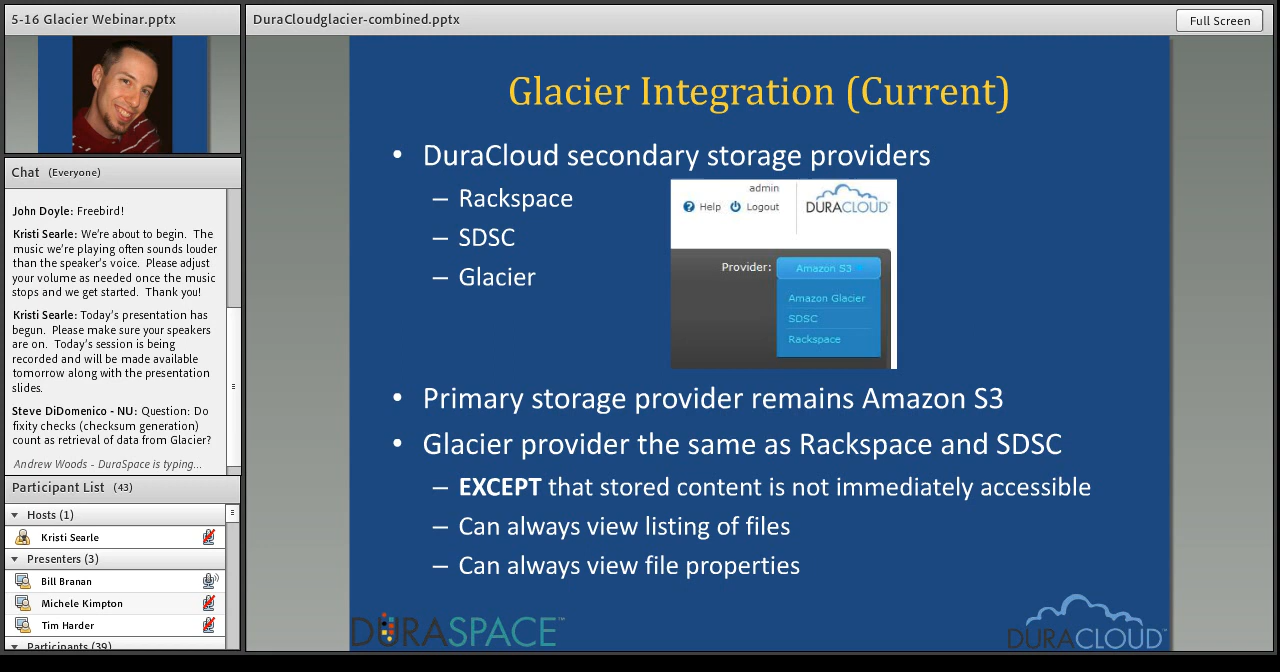 5-16 Glacier Webinar.pptx
Chat (Everyone)
John Doyle: Freebird!
Kristi Searle: We're about to begin. The
music we're playing often sounds louder
than the speaker's voice. Please adjust
your volume as needed once the music
stops and we get started. Thank you!
Kristi Searle: Today's presentation has
begun. Please make sure your speakers
are on. Today's session is being
recorded and will be made available
tomorrow along with the presentation
slides.
Steve DiDomenico - NU: Question: Do
fixity checks (checksum generation)
count as retrieval of data from Glacier?
Andrew Woods - DuraSpace is typing...
Participant List (43)
Hosts (1)
Kristi Searle
Presenters (3)
Bill Branan
Michele Kimpton
Tim Harder
Participants (39)
DuraCloudglacier-combined.pptx
Full Screen
Glacier Integration (Current)
• DuraCloud secondary storage providers
– Rackspace
– SDSC
– Glacier
admin
Help Logout
DURACLOUD
Provider: Amazon S3
Amazon Glacier
SDSC
Rackspace
• Primary storage provider remains Amazon S3
• Glacier provider the same as Rackspace and SDSC
– EXCEPT that stored content is not immediately accessible
– Can always view listing of files
– Can always view file properties
DURASPACE™
DURACLOUD™